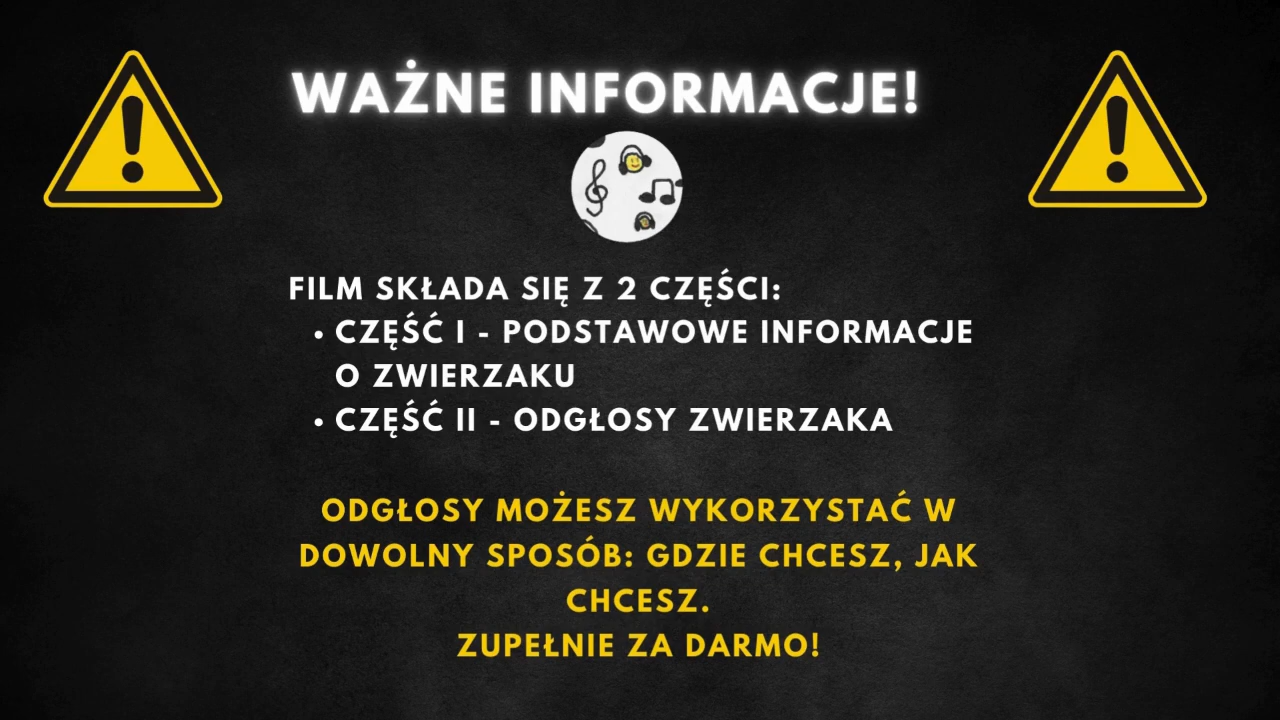 WAŻNE INFORMACJE!
FILM SKŁADA SIĘ Z 2 CZĘŚCI:
• CZĘŚĆ I - PODSTAWOWE INFORMACJE
O ZWIERZAKU
• CZĘŚĆ II - ODGŁOSY ZWIERZAKA
ODGŁOSY MOŻESZ WYKORZYSTAĆ W
DOWOLNY SPOSÓB: GDZIE CHCESZ, JAK
CHCESZ.
ZUPEŁNIE ZA DARMO!